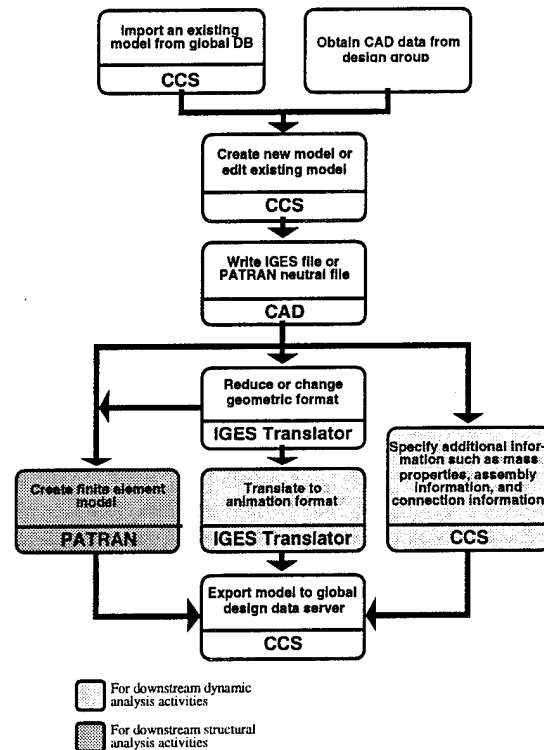 Import an existing
model from global DB
CCS
Obtain CAD data from
design group
Create new model or
edit existing model
CCS
Write IGES file or
PATRAN neutral file
CAD
Reduce or change
geometric format
IGES Translator
Specify additional infor-
mation such as mass
properties, assembly
information, and
connection information
CCS
Create finite element
model
PATRAN
Translate to
animation format
IGES Translator
Export model to global
design data server
CCS
For downstream dynamic
analysis activities
For downstream structural
analysis activities